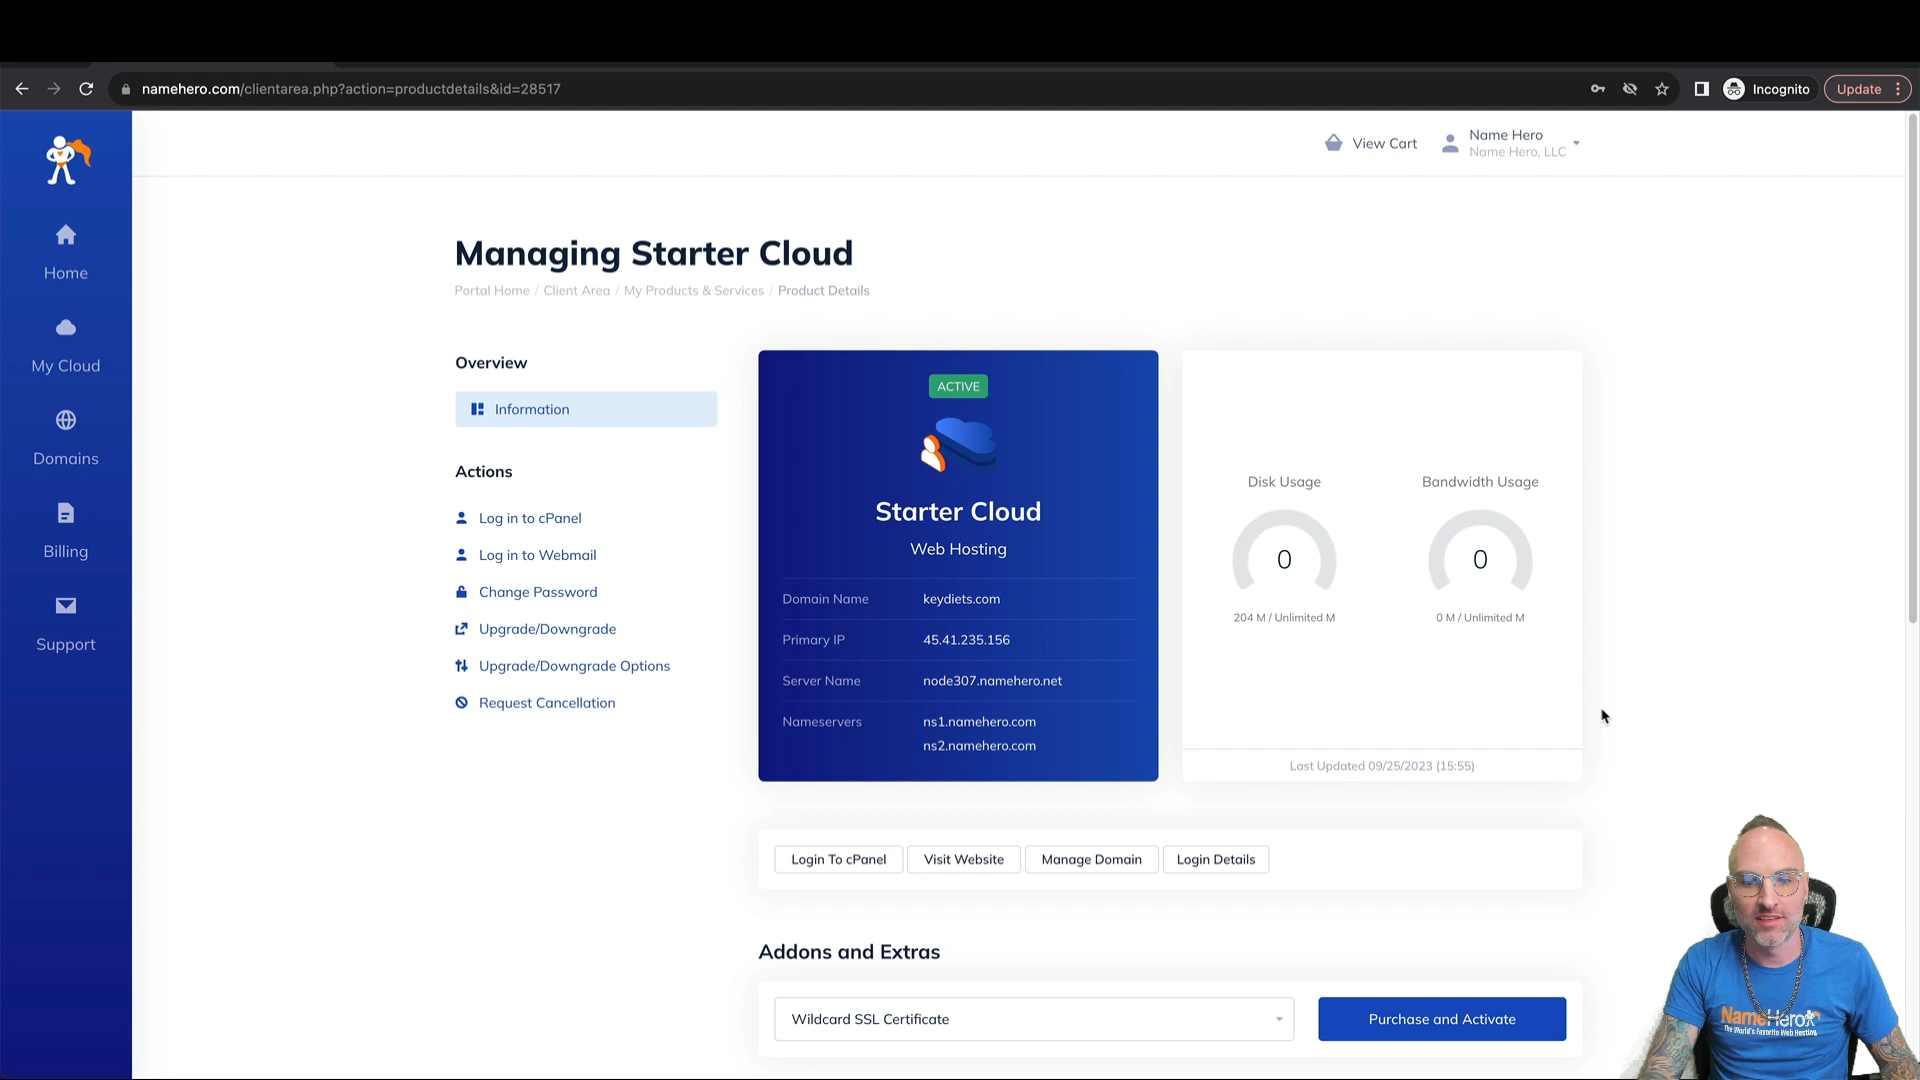 namehero.com/clientarea.php?action=productdetails&id=28517
Incognito
Update
View Cart
Name Hero
Name Hero, LLC
Home
My Cloud
Domains
Billing
Support
Managing Starter Cloud
Portal Home / Client Area / My Products & Services / Product Details
Overview
Information
Actions
Log in to cPanel
Log in to Webmail
Change Password
Upgrade/Downgrade
Upgrade/Downgrade Options
Request Cancellation
ACTIVE
Starter Cloud
Web Hosting
Domain Name keydiets.com
Primary IP 45.41.235.156
Server Name node307.namehero.net
Nameservers ns1.namehero.com
ns2.namehero.com
Disk Usage
0
204 M / Unlimited M
Bandwidth Usage
0
0 M / Unlimited M
Last Updated 09/25/2023 (15:55)
Login To cPanel
Visit Website
Manage Domain
Login Details
Addons and Extras
Wildcard SSL Certificate
Purchase and Activate
NameHero
The World's Favorite Web Hosting